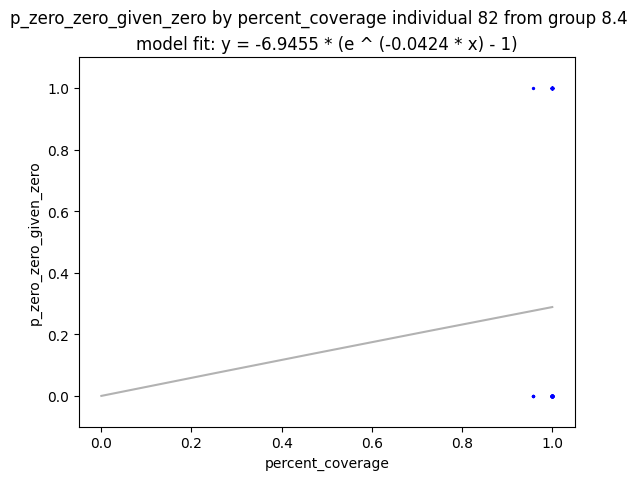 p_zero_zero_given_zero by percent_coverage individual 82 from group 8.4
model fit: y = -6.9455 * (e ^ (-0.0424 * x) - 1)
1.0
0.8
0.6
0.4
0.2
0.0
p_zero_zero_given_zero
0.0 0.2 0.4 0.6 0.8 1.0
percent_coverage